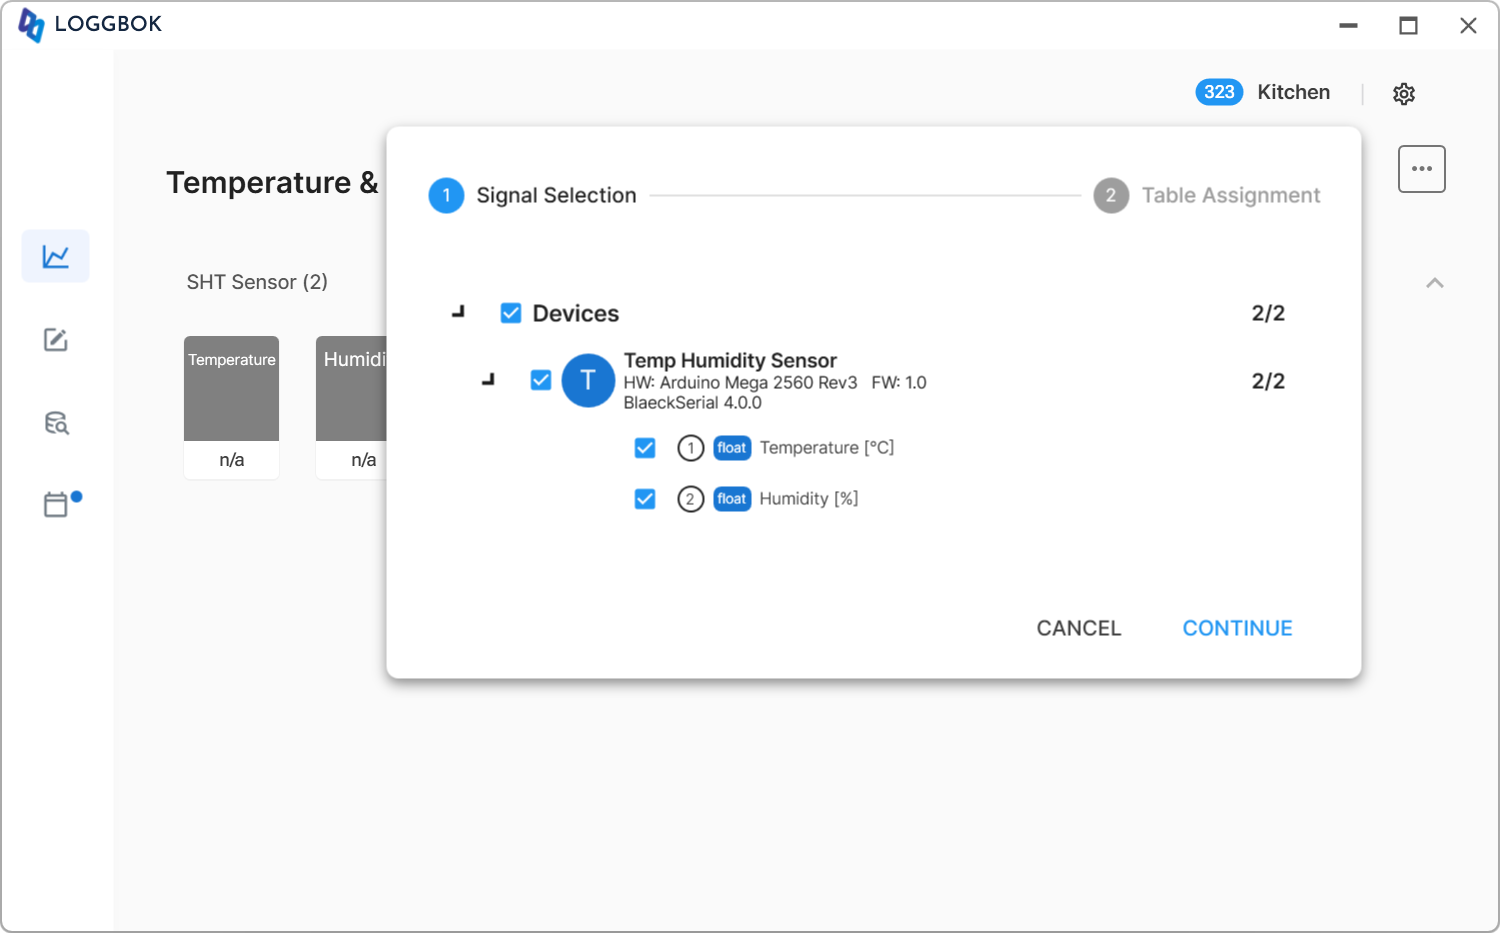 LOGGBOK
323 Kitchen
Temperature &
1 Signal Selection
2 Table Assignment
SHT Sensor (2)
Temperature
n/a
Humidi
n/a
Devices 2/2
T
Temp Humidity Sensor 2/2
HW: Arduino Mega 2560 Rev3 FW: 1.0
BlaeckSerial 4.0.0
1 float Temperature [°C]
2 float Humidity [%]
CANCEL CONTINUE